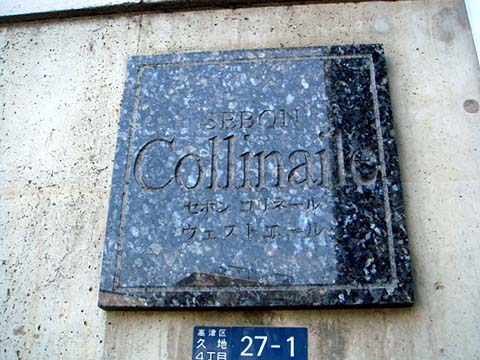 SEBON
Collinaile
セボン コリネール
ウェストエール
高津区
久地
4丁目
27-1